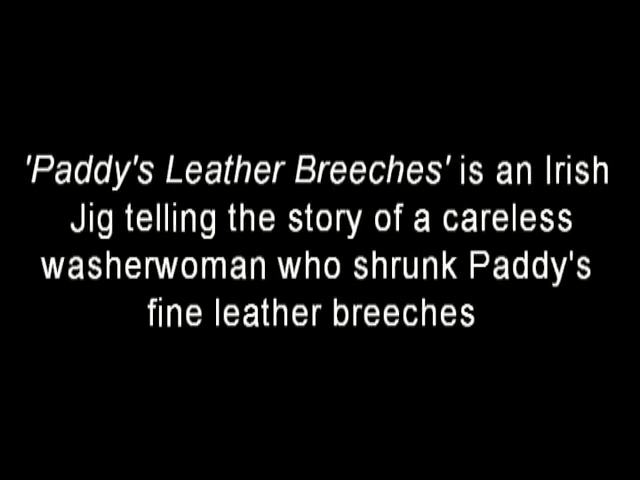 'Paddy's Leather Breeches' is an Irish
Jig telling the story of a careless
washerwoman who shrunk Paddy's
fine leather breeches